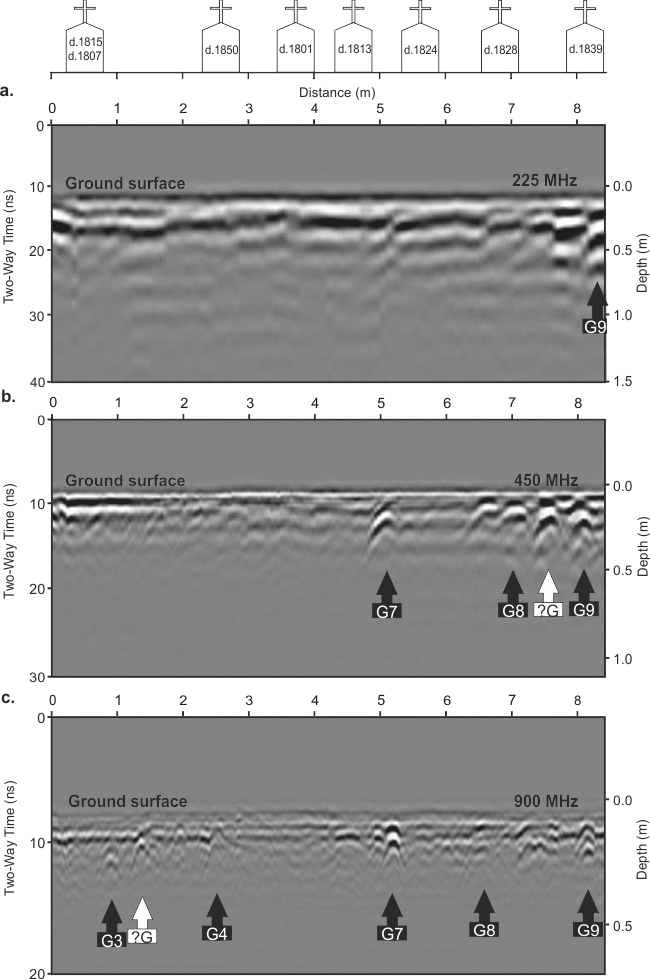 d.1815
d.1807
d.1850
d.1801
d.1813
d.1824
d.1828
d.1839
a.
Distance (m)
0 1 2 3 4 5 6 7 8
Two-Way Time (ns)
0
10
20
30
40
Ground surface
225 MHz
0.0
0.5
1.0
1.5
Depth (m)
G9
b.
0 1 2 3 4 5 6 7 8
Two-Way Time (ns)
0
10
20
30
Ground surface
450 MHz
0.0
0.5
1.0
Depth (m)
G7 G8 ?G G9
c.
0 1 2 3 4 5 6 7 8
Two-Way Time (ns)
0
10
20
Ground surface
900 MHz
0.0
0.5
Depth (m)
G3 ?G G4 G7 G8 G9